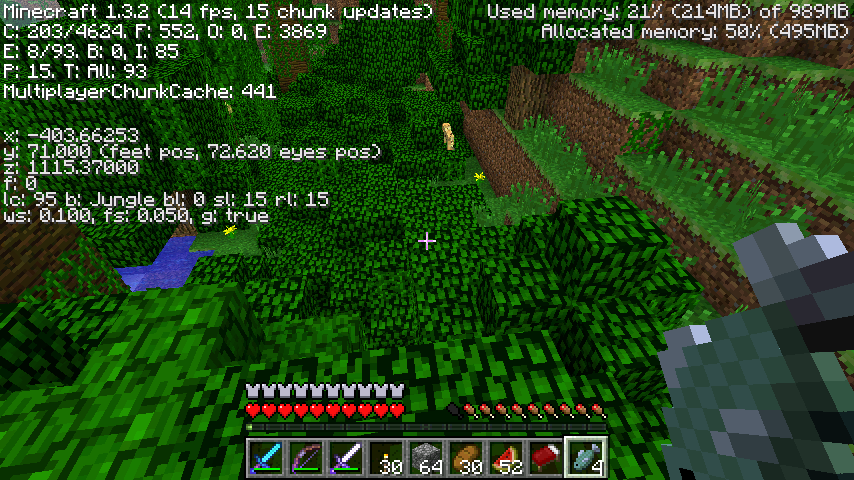 Minecraft 1.3.2 (14 fps, 15 chunk updates)
C: 203/4624. F: 552, O: 0, E: 3869
E: 8/93. B: 0, I: 85
P: 15. T: All: 93
MultiplayerChunkCache: 441
Used memory: 21% (214MB) of 989MB
Allocated memory: 50% (495MB)
x: -403.66253
y: 71.000 (feet pos, 72.620 eyes pos)
z: 1115.37000
f: 0
lc: 95 b: Jungle bl: 0 sl: 15 rl: 15
ws: 0.100, fs: 0.050, g: true
30 64 30 52 4